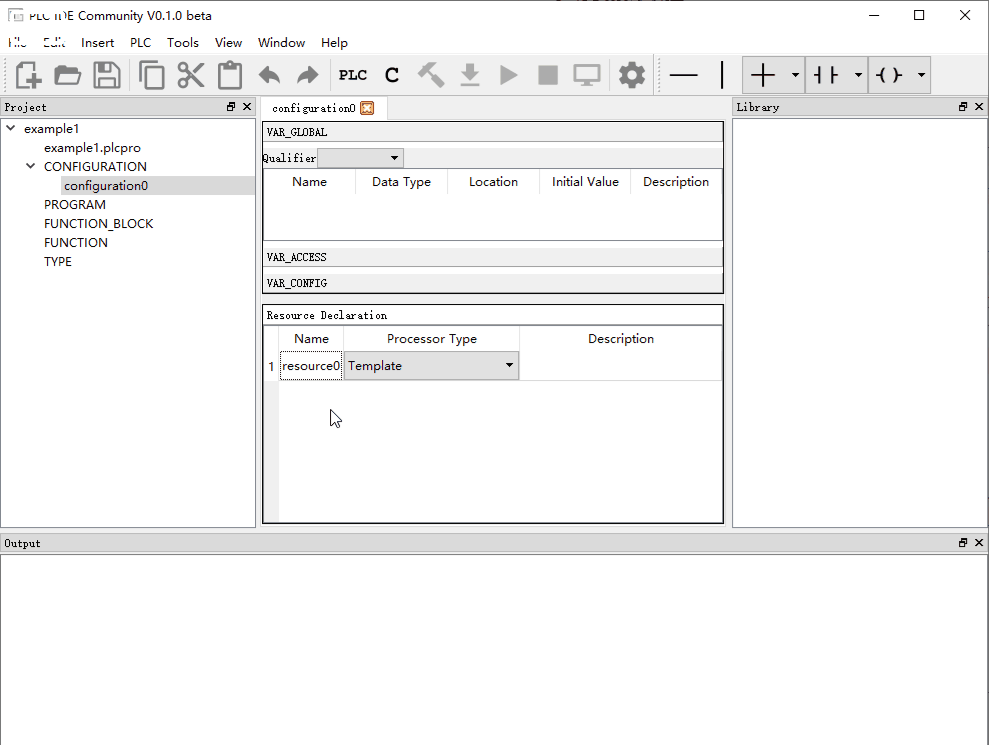 PLC IDE Community V0.1.0 beta
File Edit Insert PLC Tools View Window Help
PLC C
Project
example1
example1.plcpro
CONFIGURATION
configuration0
PROGRAM
FUNCTION_BLOCK
FUNCTION
TYPE
configuration0
VAR_GLOBAL
Qualifier
Name Data Type Location Initial Value Description
VAR_ACCESS
VAR_CONFIG
Resource Declaration
Name Processor Type Description
1 resource0 Template
Library
Output